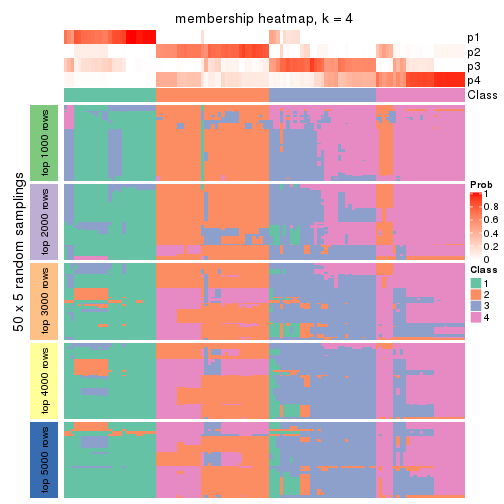 membership heatmap, k = 4
p1
p2
p3
p4
Class
50 x 5 random samplings
top 1000 rows
top 2000 rows
top 3000 rows
top 4000 rows
top 5000 rows
Prob
1
0.8
0.6
0.4
0.2
0
Class
1
2
3
4